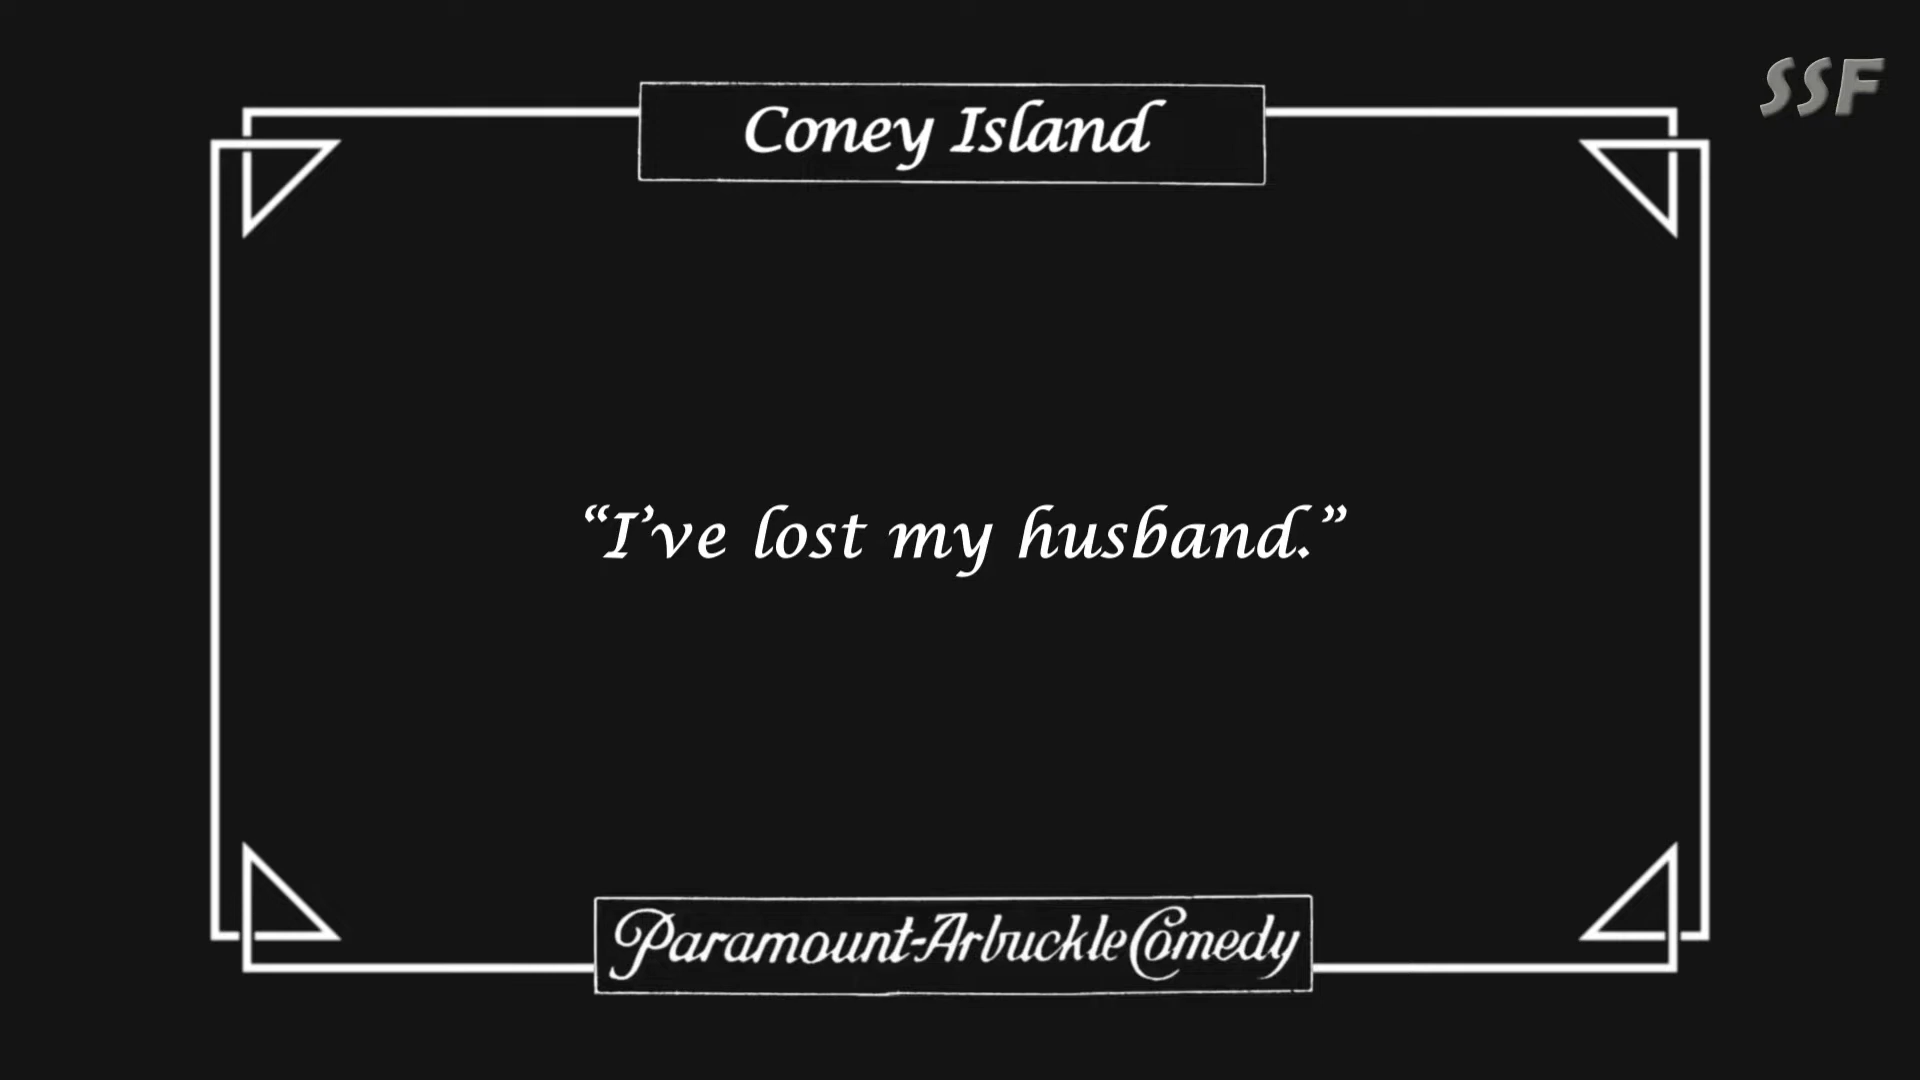 SSF
Coney Island
“I’ve lost my husband.”
Paramount-Arbuckle Comedy